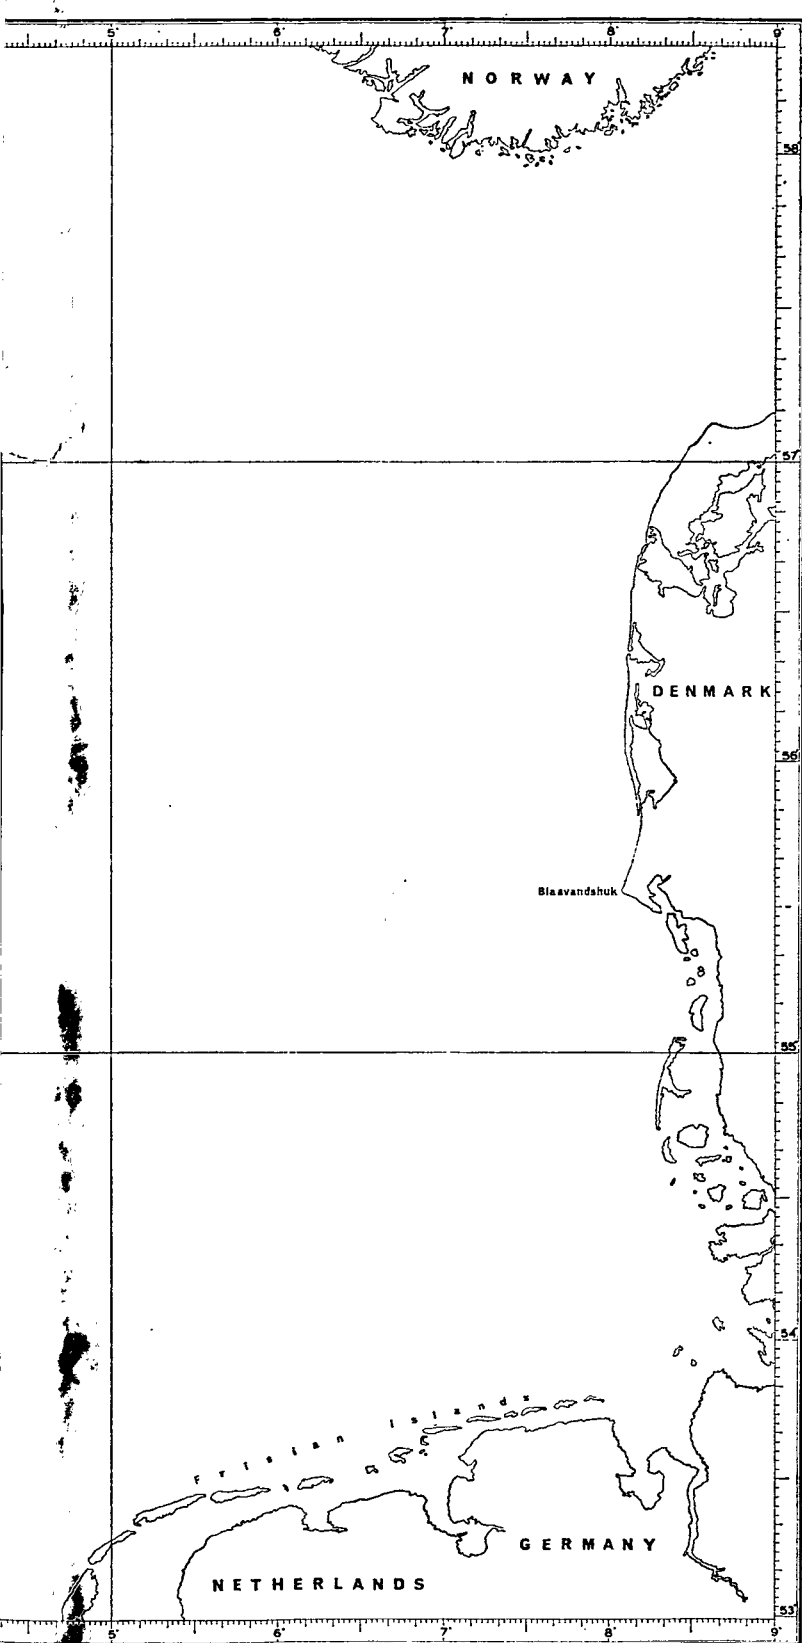 5° 6° 7° 8° 9°
NORWAY
58
57
DENMARK
56
Blaavandshuk
55
54
Frisian Islands
GERMANY
NETHERLANDS
53
5° 6° 7° 8° 9°